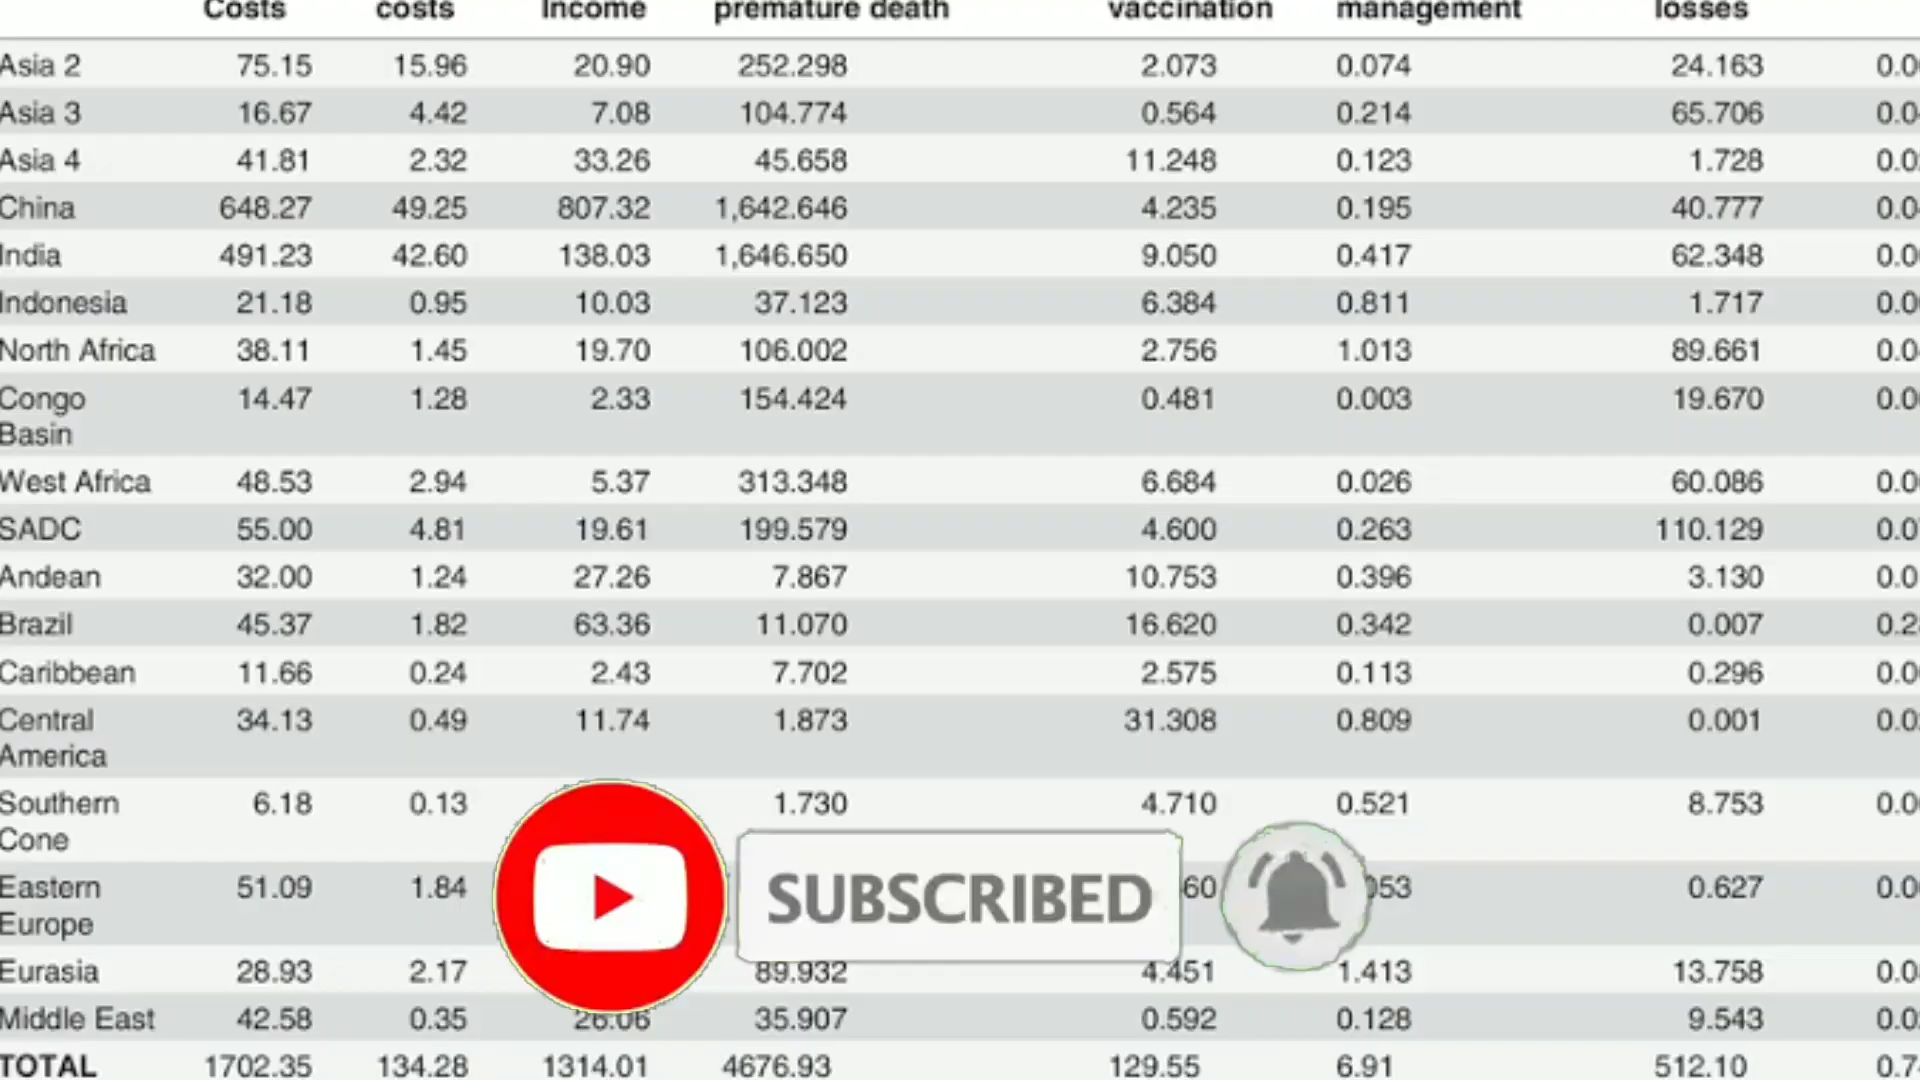 Costs costs Income premature death vaccination management losses
Asia 2 75.15 15.96 20.90 252.298 2.073 0.074 24.163
Asia 3 16.67 4.42 7.08 104.774 0.564 0.214 65.706
Asia 4 41.81 2.32 33.26 45.658 11.248 0.123 1.728
China 648.27 49.25 807.32 1,642.646 4.235 0.195 40.777
India 491.23 42.60 138.03 1,646.650 9.050 0.417 62.348
Indonesia 21.18 0.95 10.03 37.123 6.384 0.811 1.717
North Africa 38.11 1.45 19.70 106.002 2.756 1.013 89.661
Congo 14.47 1.28 2.33 154.424 0.481 0.003 19.670
Basin
West Africa 48.53 2.94 5.37 313.348 6.684 0.026 60.086
SADC 55.00 4.81 19.61 199.579 4.600 0.263 110.129
Andean 32.00 1.24 27.26 7.867 10.753 0.396 3.130
Brazil 45.37 1.82 63.36 11.070 16.620 0.342 0.007
Caribbean 11.66 0.24 2.43 7.702 2.575 0.113 0.296
Central 34.13 0.49 11.74 1.873 31.308 0.809 0.001
America
Southern 6.18 0.13 1.730 4.710 0.521 8.753
Cone
Eastern 51.09 1.84 0.627
Europe
SUBSCRIBED
Eurasia 28.93 2.17 89.932 4.451 1.413 13.758
Middle East 42.58 0.35 26.06 35.907 0.592 0.128 9.543
TOTAL 1702.35 134.28 1314.01 4676.93 129.55 6.91 512.10